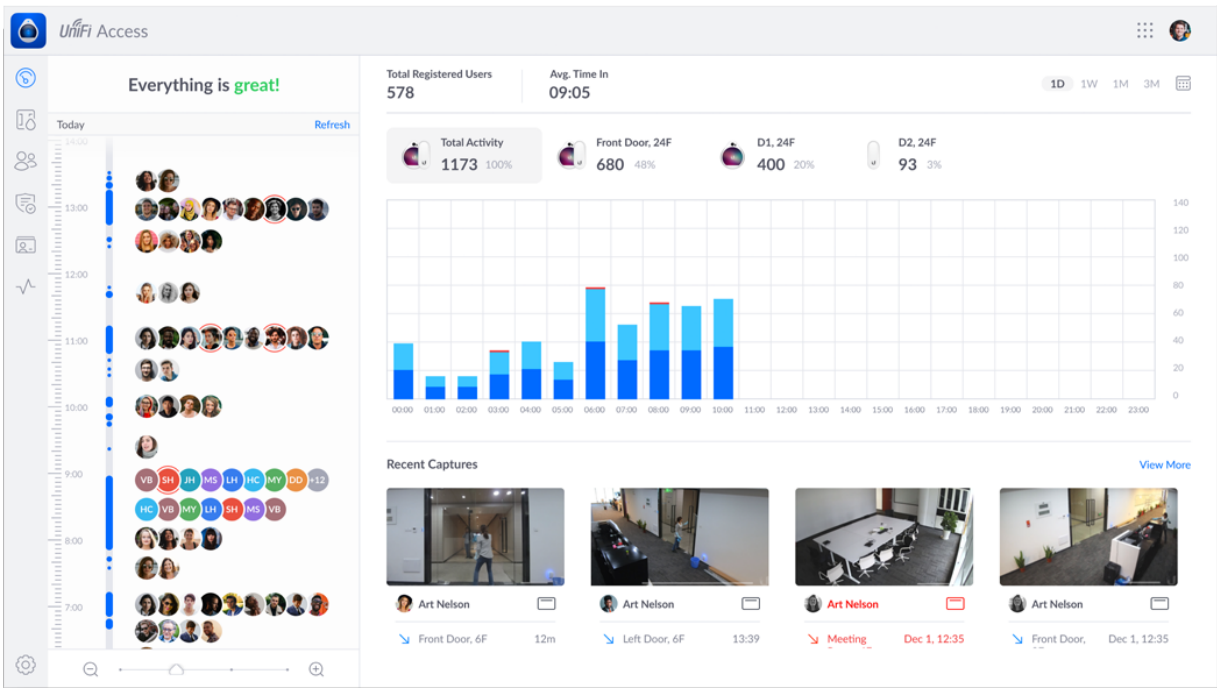 UniFi Access
Everything is great!
Today
Refresh
14:00
13:00
12:00
11:00
10:00
9:00
VB SH JH MS LH HC MY DD +12
HC VB MY LH SH MS VB
8:00
7:00
Total Registered Users
578
Avg. Time In
09:05
1D 1W 1M 3M
Total Activity
1173 100%
Front Door, 24F
680 48%
D1, 24F
400 20%
D2, 24F
93 3%
140
120
100
80
60
40
20
0
00:00 01:00 02:00 03:00 04:00 05:00 06:00 07:00 08:00 09:00 10:00 11:00 12:00 13:00 14:00 15:00 16:00 17:00 18:00 19:00 20:00 21:00 22:00 23:00
Recent Captures
View More
Art Nelson
Front Door, 6F 12m
Art Nelson
Left Door, 6F 13:39
Art Nelson
Meeting Dec 1, 12:35
Art Nelson
Front Door, Dec 1, 12:35